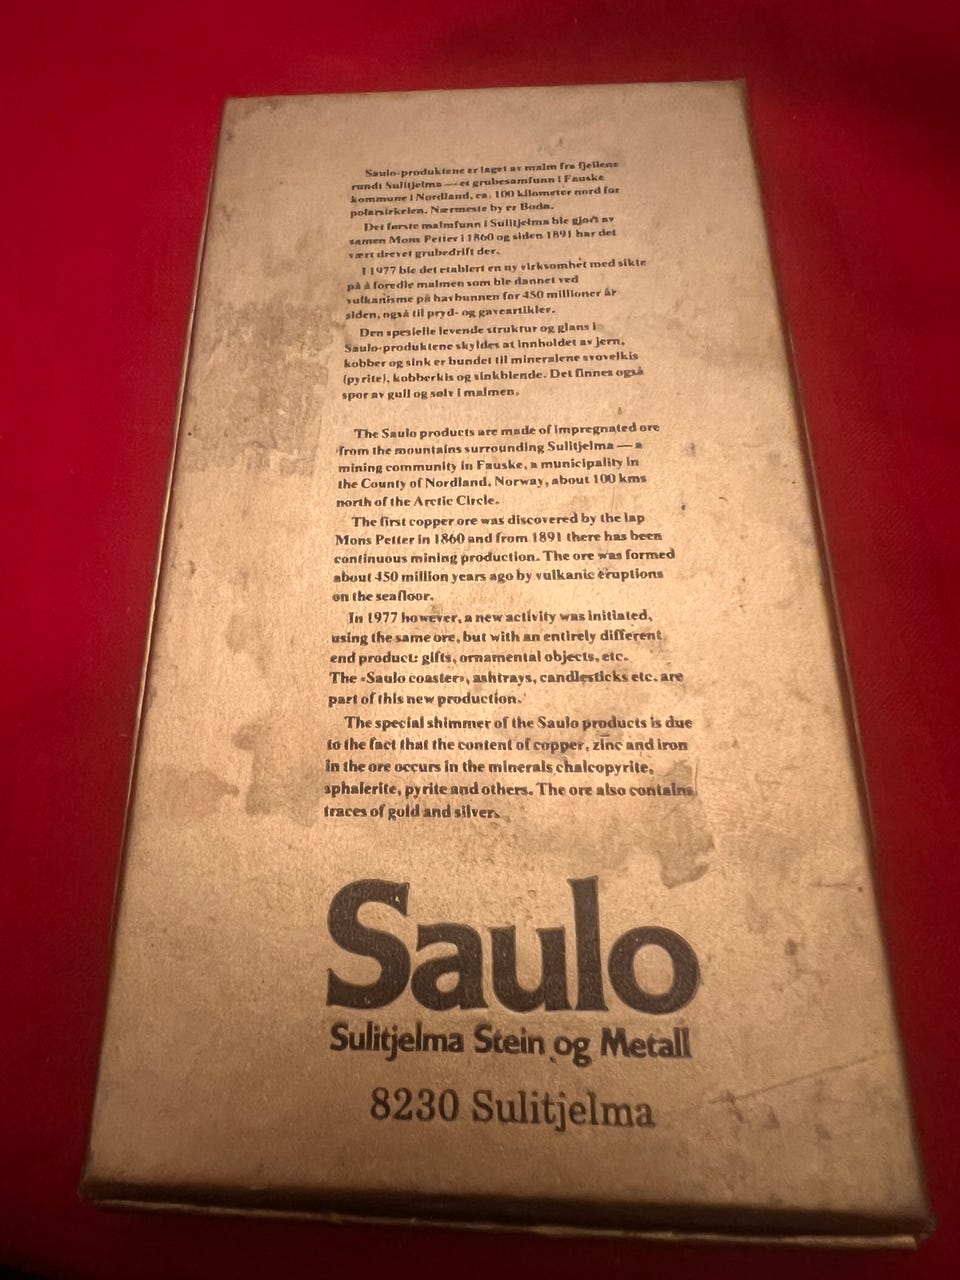 Saulo-produktene er laget av malm fra fjellene
rundt Sulitjelma — et grubesamfunn i Fauske
kommune i Nordland, ca. 100 kilometer nord for
polarsirkelen. Nærmeste by er Bodø.
Det første malmfunn i Sulitjelma ble gjort av
samen Mons Petter i 1860 og siden 1891 har det
vært drevet grubedrift der.
I 1977 ble det etablert en ny virksomhet med sikte
på å foredle malmen som ble dannet ved
vulkanisme på havbunnen for 450 millioner år
siden, også til pryd- og gaveartikler.
Den spesielle levende struktur og glans i
Saulo-produktene skyldes at innholdet av jern,
kobber og sink er bundet til mineralene svovelkis
(pyrite), kobberkis og sinkblende. Det finnes også
spor av gull og sølv i malmen.
The Saulo products are made of impregnated ore
from the mountains surrounding Sulitjelma — a
mining community in Fauske, a municipality in
the County of Nordland, Norway, about 100 kms
north of the Arctic Circle.
The first copper ore was discovered by the lap
Mons Petter in 1860 and from 1891 there has been
continuous mining production. The ore was formed
about 450 million years ago by vulkanic eruptions
on the seafloor.
In 1977 however, a new activity was initiated,
using the same ore, but with an entirely different
end product: gifts, ornamental objects, etc.
The «Saulo coaster», ashtrays, candlesticks etc. are
part of this new production.
The special shimmer of the Saulo products is due
to the fact that the content of copper, zinc and iron
in the ore occurs in the minerals chalcopyrite,
sphalerite, pyrite and others. The ore also contains
traces of gold and silver.
Saulo
Sulitjelma Stein og Metall
8230 Sulitjelma